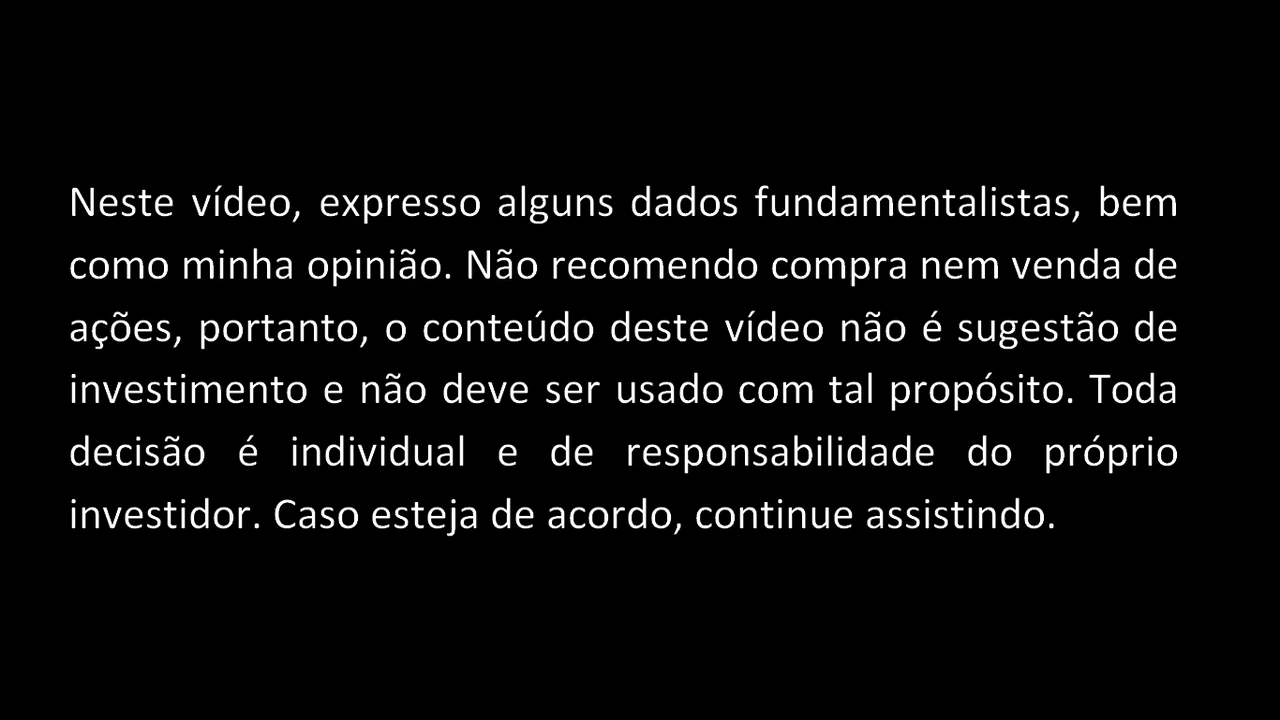 Neste vídeo, expresso alguns dados fundamentalistas, bem
como minha opinião. Não recomendo compra nem venda de
ações, portanto, o conteúdo deste vídeo não é sugestão de
investimento e não deve ser usado com tal propósito. Toda
decisão é individual e de responsabilidade do próprio
investidor. Caso esteja de acordo, continue assistindo.